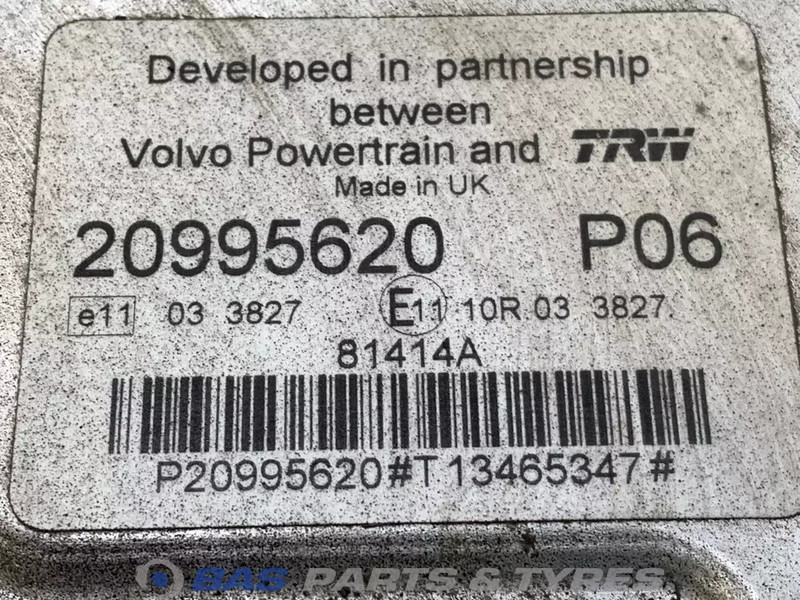 Developed in partnership
between
Volvo Powertrain and TRW
Made in UK
20995620 P06
e11 03 3827 E11 10R 03 3827.
81414A
P20995620#T13465347#
BAS PARTS & TYRES